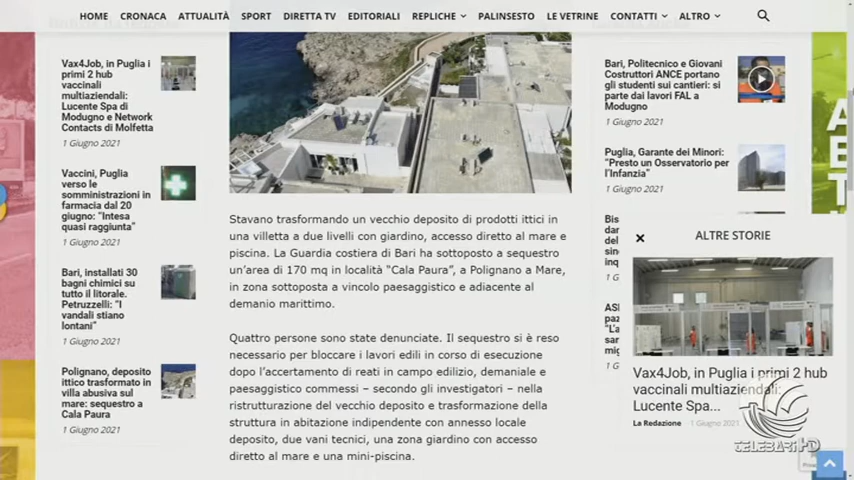 HOME CRONACA ATTUALITÀ SPORT DIRETTA TV EDITORIALI REPLICHE PALINSESTO LE VETRINE CONTATTI ALTRO
Vax4Job, in Puglia i
primi 2 hub
vaccinali
multiaziendali:
Lucente Spa di
Modugno e Network
Contacts di Molfetta
1 Giugno 2021
Vaccini, Puglia
verso le
somministrazioni in
farmacia dal 20
giugno: “Intesa
quasi raggiunta”
1 Giugno 2021
Bari, installati 30
bagni chimici su
tutto il litorale.
Petruzzelli: “I
vandali stiano
lontani”
1 Giugno 2021
Polignano, deposito
ittico trasformato in
villa abusiva sul
mare: sequestro a
Cala Paura
1 Giugno 2021
Stavano trasformando un vecchio deposito di prodotti ittici in
una villetta a due livelli con giardino, accesso diretto al mare e
piscina. La Guardia costiera di Bari ha sottoposto a sequestro
un’area di 170 mq in località “Cala Paura”, a Polignano a Mare,
in zona sottoposta a vincolo paesaggistico e adiacente al
demanio marittimo.
Quattro persone sono state denunciate. Il sequestro si è reso
necessario per bloccare i lavori edili in corso di esecuzione
dopo l’accertamento di reati in campo edilizio, demaniale e
paesaggistico commessi – secondo gli investigatori – nella
ristrutturazione del vecchio deposito e trasformazione della
struttura in abitazione indipendente con annesso locale
deposito, due vani tecnici, una zona giardino con accesso
diretto al mare e una mini-piscina.
Bari, Politecnico e Giovani
Costruttori ANCE portano
gli studenti sui cantieri: si
parte dai lavori FAL a
Modugno
1 Giugno 2021
Puglia, Garante dei Minori:
“Presto un Osservatorio per
l’Infanzia”
1 Giugno 2021
ALTRE STORIE
Vax4Job, in Puglia i primi 2 hub
vaccinali multiaziendali:
Lucente Spa...
La Redazione - 1 Giugno 2021
TELEBARI HD